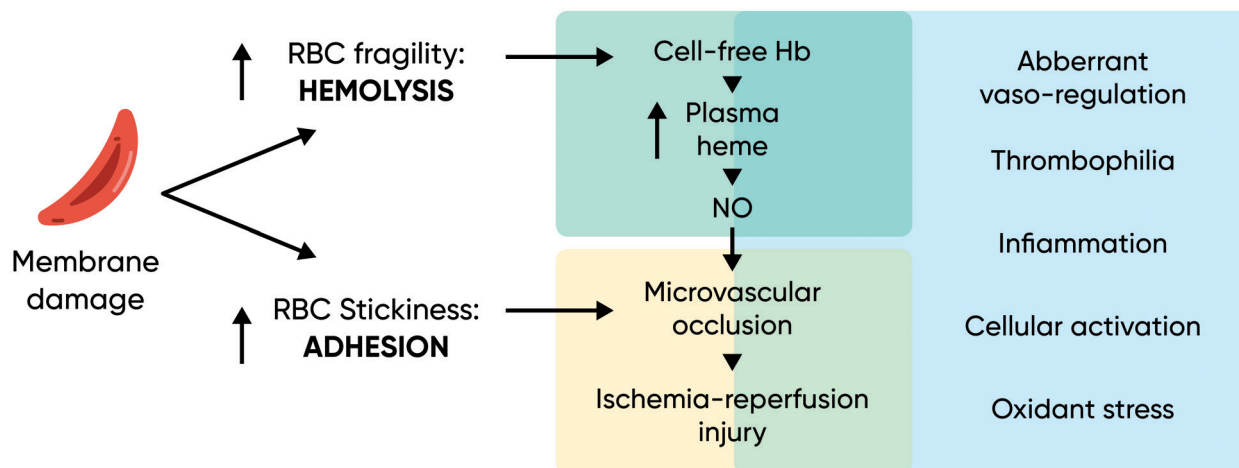 Membrane
damage
RBC fragility:
HEMOLYSIS
RBC Stickiness:
ADHESION
Cell-free Hb
Plasma
heme
NO
Microvascular
occlusion
Ischemia-reperfusion
injury
Abberrant
vaso-regulation
Thrombophilia
Infiammation
Cellular activation
Oxidant stress